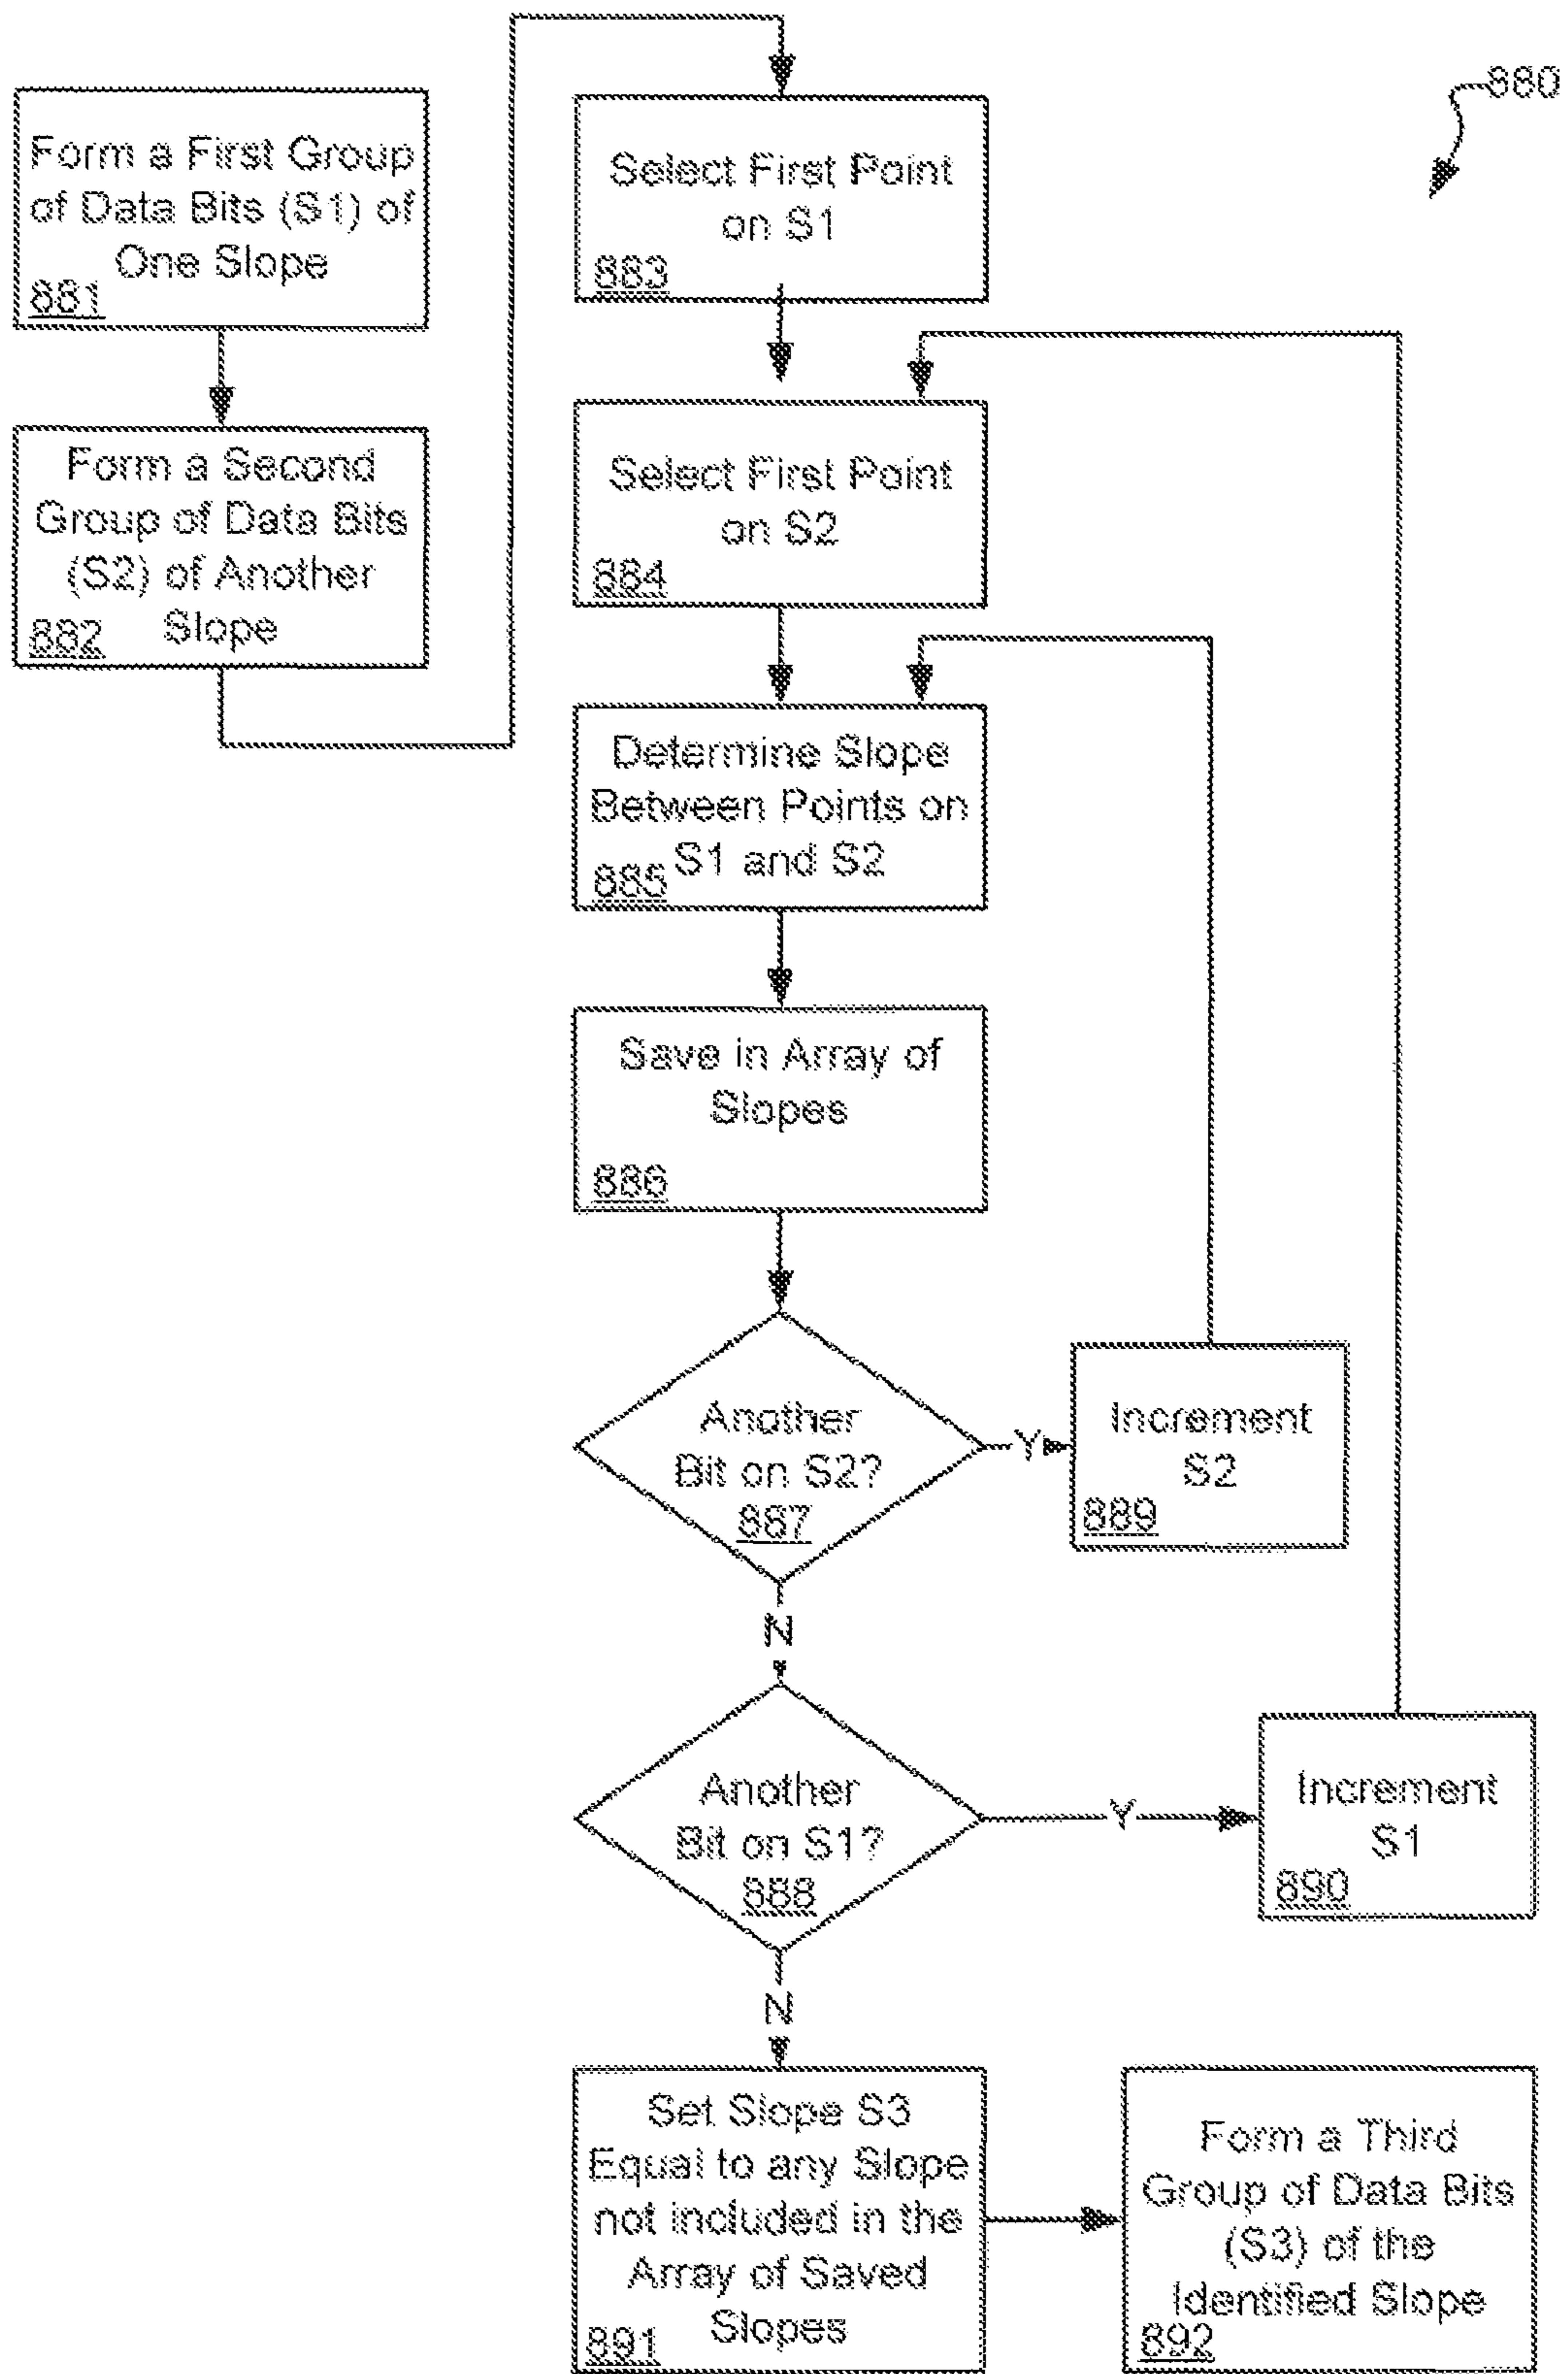 880
Form a First Group
of Data Bits (S1) of
One Slope
881
Form a Second
Group of Data Bits
(S2) of Another
Slope
882
Select First Point
on S1
883
Select First Point
on S2
884
Determine Slope
Between Points on
S1 and S2
885
Save in Array of
Slopes
886
Another
Bit on S2?
887
Y
Increment
S2
889
N
Another
Bit on S1?
888
Y
Increment
S1
890
N
Set Slope S3
Equal to any Slope
not included in the
Array of Saved
Slopes
891
Form a Third
Group of Data Bits
(S3) of the
Identified Slope
892